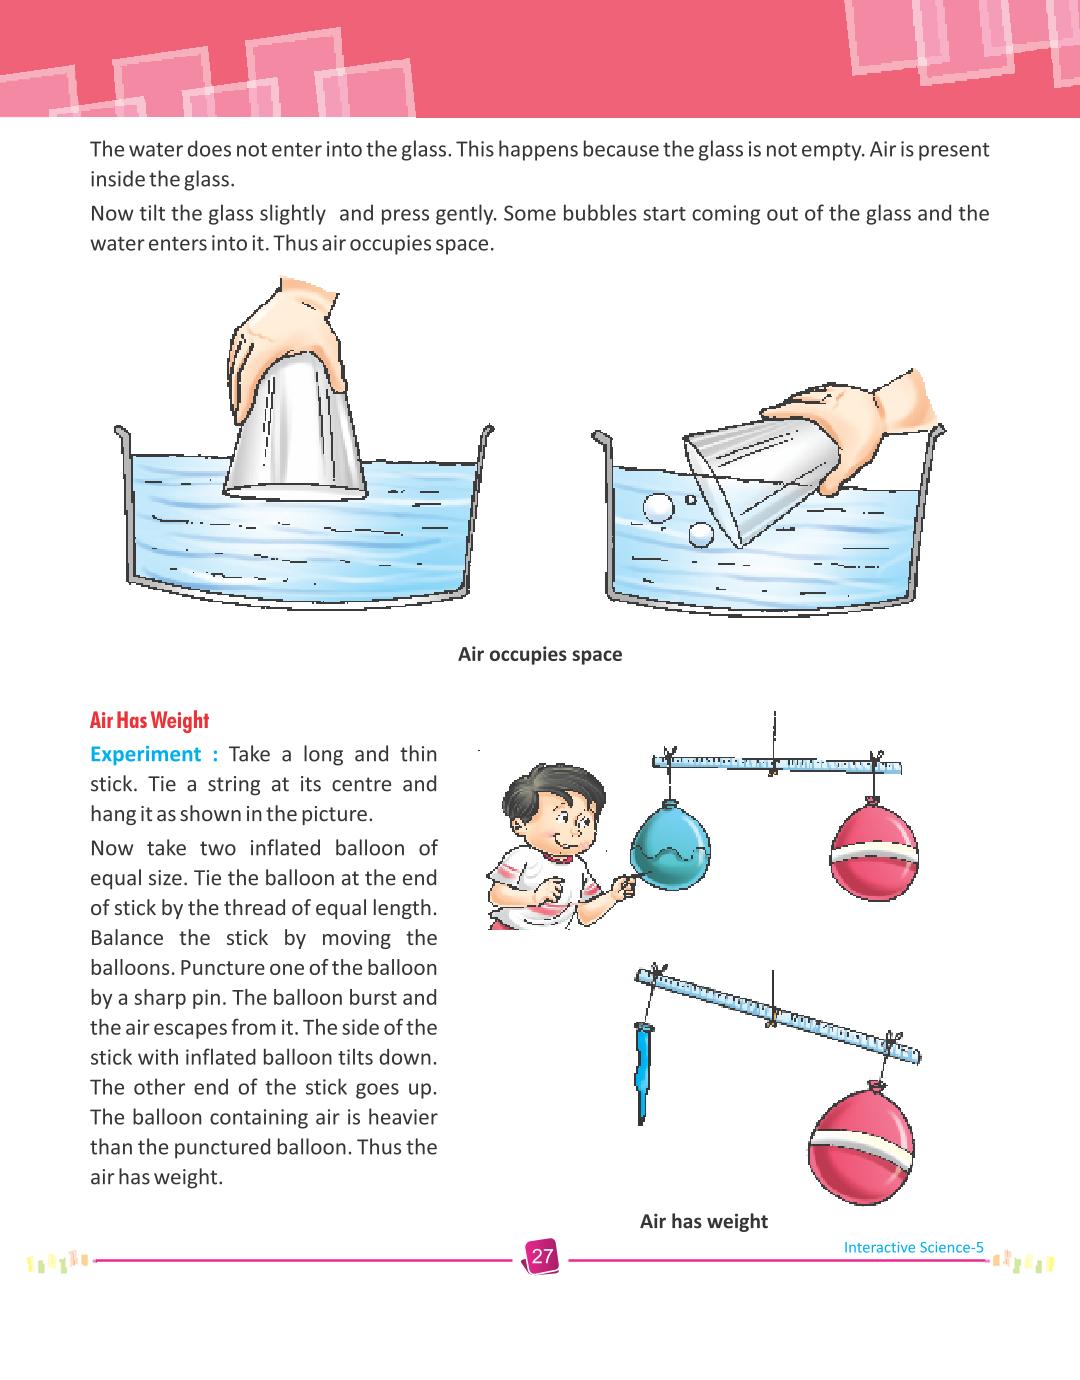 The water does not enter into the glass. This happens because the glass is not empty. Air is present
inside the glass.
Now tilt the glass slightly and press gently. Some bubbles start coming out of the glass and the
water enters into it. Thus air occupies space.
Air occupies space
Air Has Weight
Experiment : Take a long and thin
stick. Tie a string at its centre and
hang it as shown in the picture.
Now take two inflated balloon of
equal size. Tie the balloon at the end
of stick by the thread of equal length.
Balance the stick by moving the
balloons. Puncture one of the balloon
by a sharp pin. The balloon burst and
the air escapes from it. The side of the
stick with inflated balloon tilts down.
The other end of the stick goes up.
The balloon containing air is heavier
than the punctured balloon. Thus the
air has weight.
Air has weight
Interactive Science-5
27